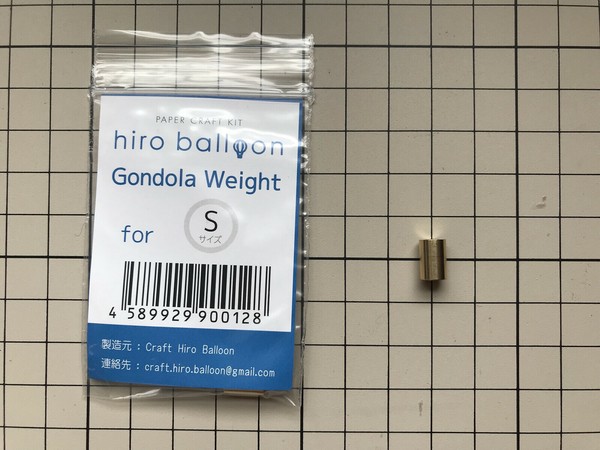 PAPER CRAFT KIT
hiro balloon
Gondola Weight
for S
サイズ
4 589929 900128
製造元 : Craft Hiro Balloon
連絡先 : craft.hiro.balloon@gmail.com